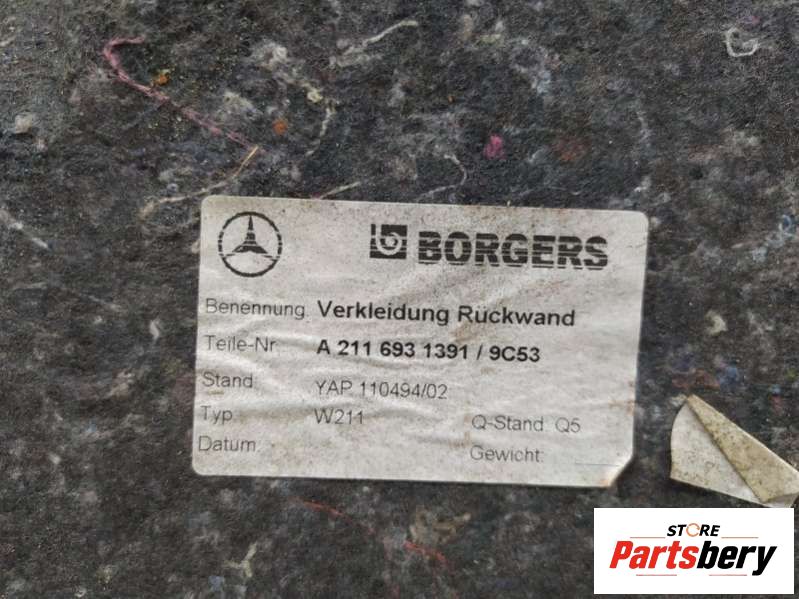 BORGERS
Benennung: Verkleidung Rückwand
Teile-Nr. A 211 693 1391 / 9C53
Stand: YAP 110494/02
Typ W211 Q-Stand: Q5
Datum: Gewicht:
STORE
Partsbery